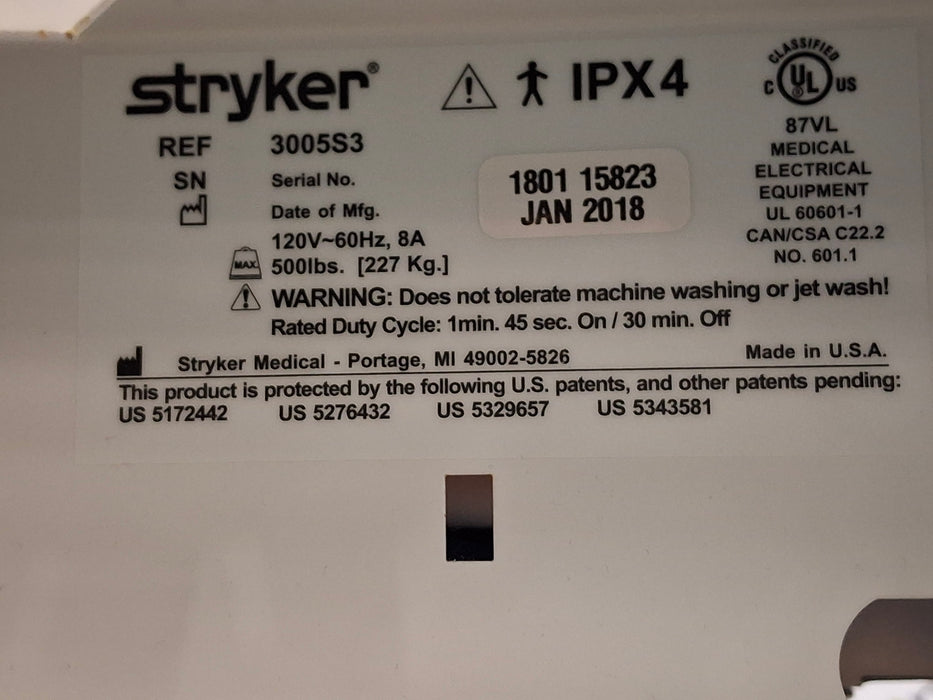 stryker®
IPX4
CLASSIFIED
C UL® US
REF 3005S3
87VL
MEDICAL
ELECTRICAL
EQUIPMENT
UL 60601-1
CAN/CSA C22.2
NO. 601.1
SN Serial No. 1801 15823
Date of Mfg. JAN 2018
120V~60Hz, 8A
MAX 500lbs. [227 Kg.]
WARNING: Does not tolerate machine washing or jet wash!
Rated Duty Cycle: 1min. 45 sec. On / 30 min. Off
Stryker Medical - Portage, MI 49002-5826 Made in U.S.A.
This product is protected by the following U.S. patents, and other patents pending:
US 5172442 US 5276432 US 5329657 US 5343581